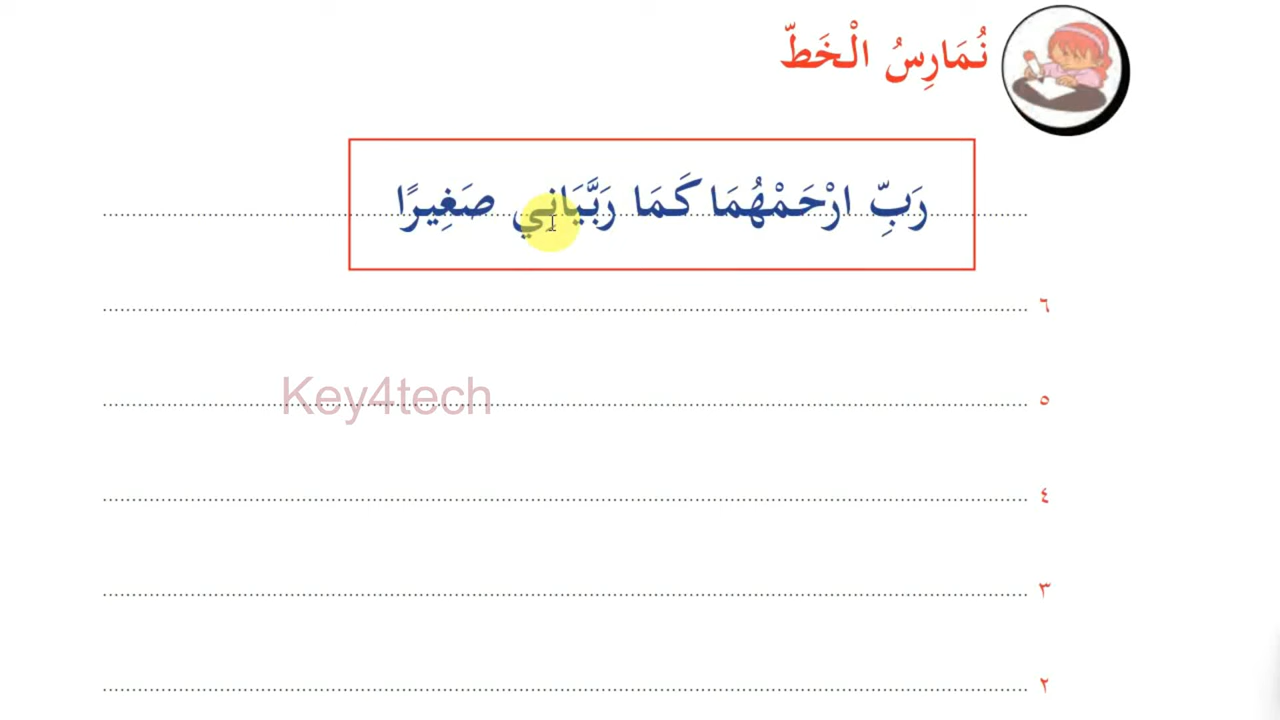 نُمَارِسُ الْخَطّ
رَبِّ ارْحَمْهُمَا كَمَا رَبَّيَانِي صَغِيرًا
٦
Key4tech
٥
٤
٣
٢